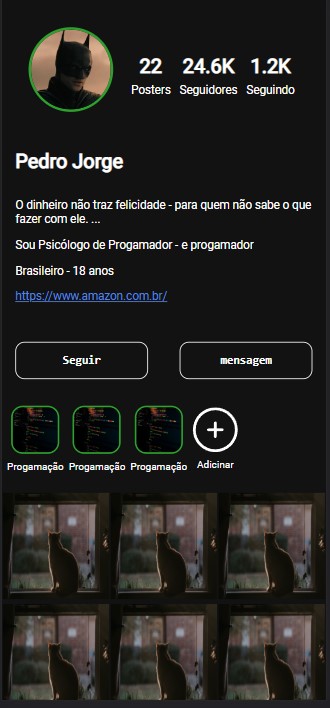 22 24.6K 1.2K
Posters Seguidores Seguindo
Pedro Jorge
O dinheiro não traz felicidade - para quem não sabe o que
fazer com ele. ...
Sou Psicólogo de Progamador - e progamador
Brasileiro - 18 anos
https://www.amazon.com.br/
Seguir mensagem
Progamação Progamação Progamação Adicinar